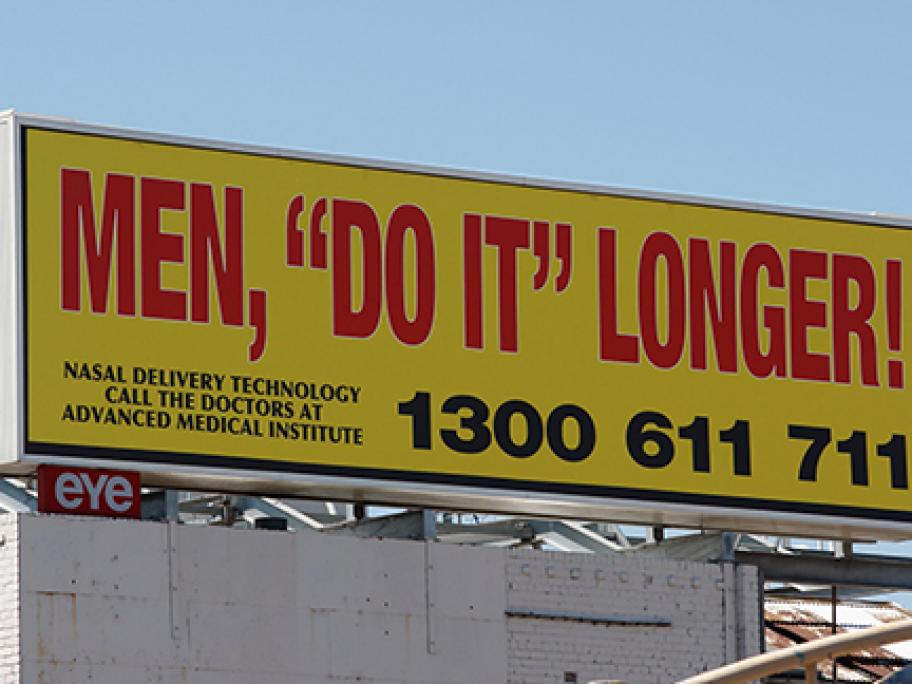 MEN, “DO IT” LONGER!
NASAL DELIVERY TECHNOLOGY
CALL THE DOCTORS AT
ADVANCED MEDICAL INSTITUTE
1300 611 711
eye